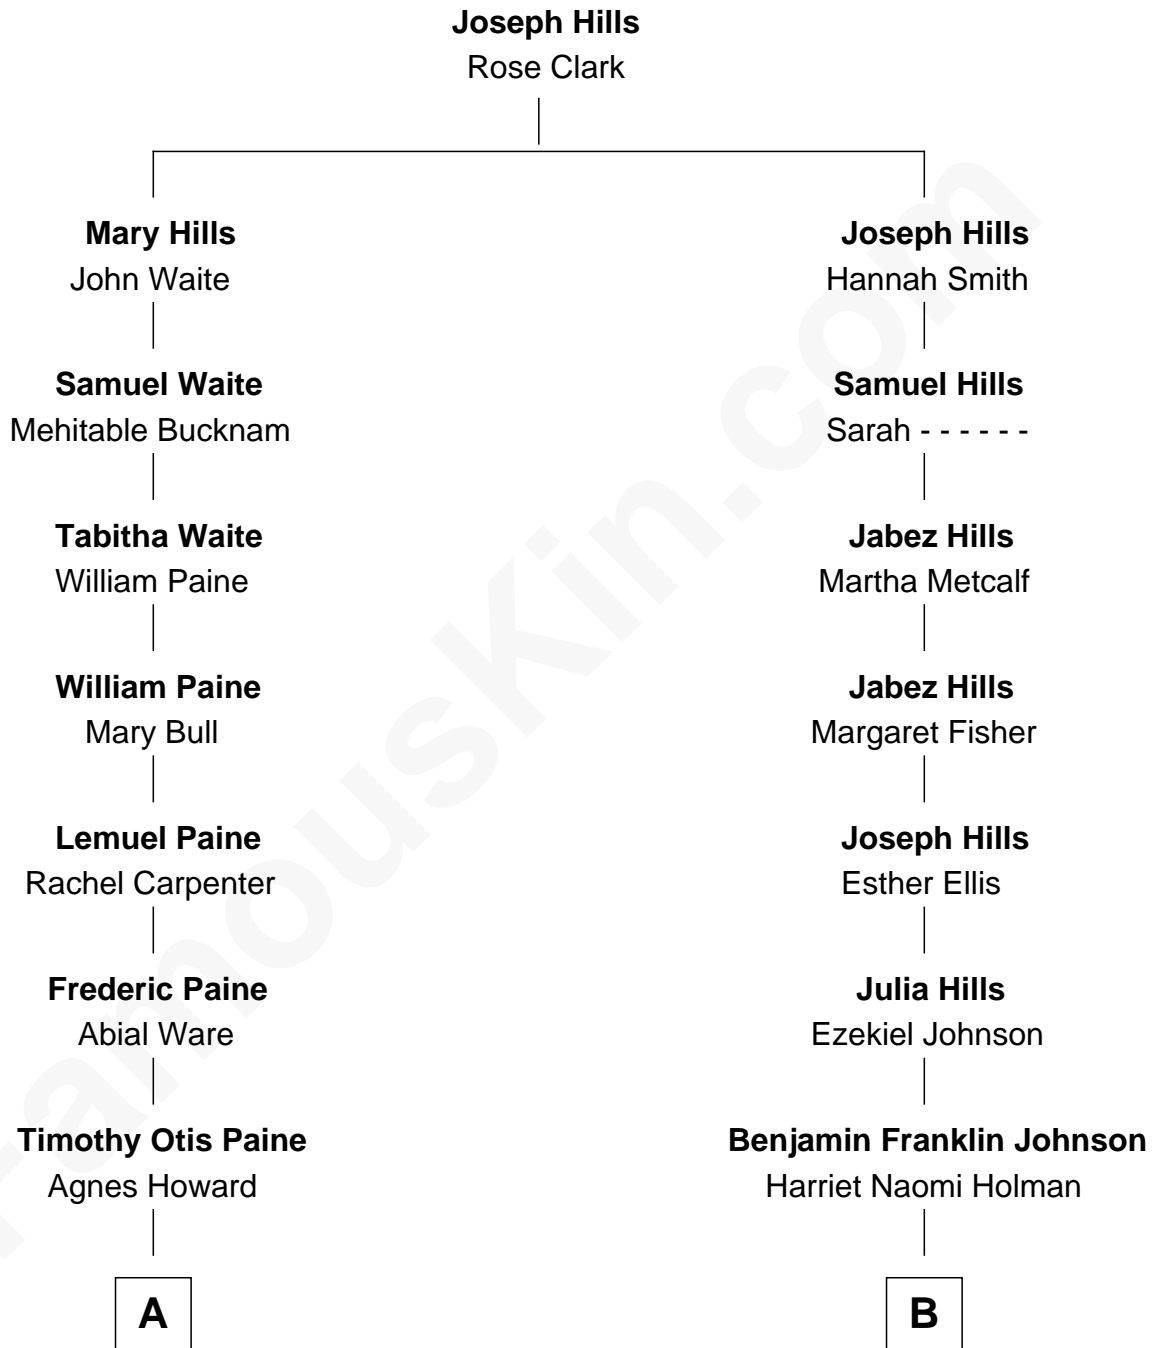 Joseph Hills
Rose Clark
Mary Hills
John Waite
Joseph Hills
Hannah Smith
Samuel Waite
Mehitable Bucknam
Samuel Hills
Sarah - - - - - -
Tabitha Waite
William Paine
Jabez Hills
Martha Metcalf
William Paine
Mary Bull
Jabez Hills
Margaret Fisher
Lemuel Paine
Rachel Carpenter
Joseph Hills
Esther Ellis
Frederic Paine
Abial Ware
Julia Hills
Ezekiel Johnson
Timothy Otis Paine
Agnes Howard
Benjamin Franklin Johnson
Harriet Naomi Holman
A
B
FamousKin.com